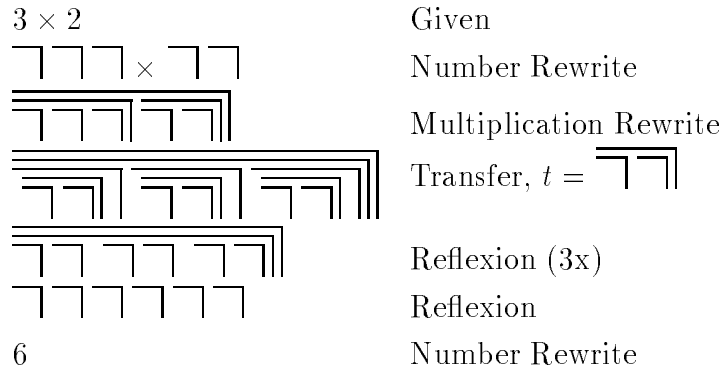 3 × 2 Given
× Number Rewrite
Multiplication Rewrite
Transfer, t =
Reflexion (3x)
Reflexion
6 Number Rewrite